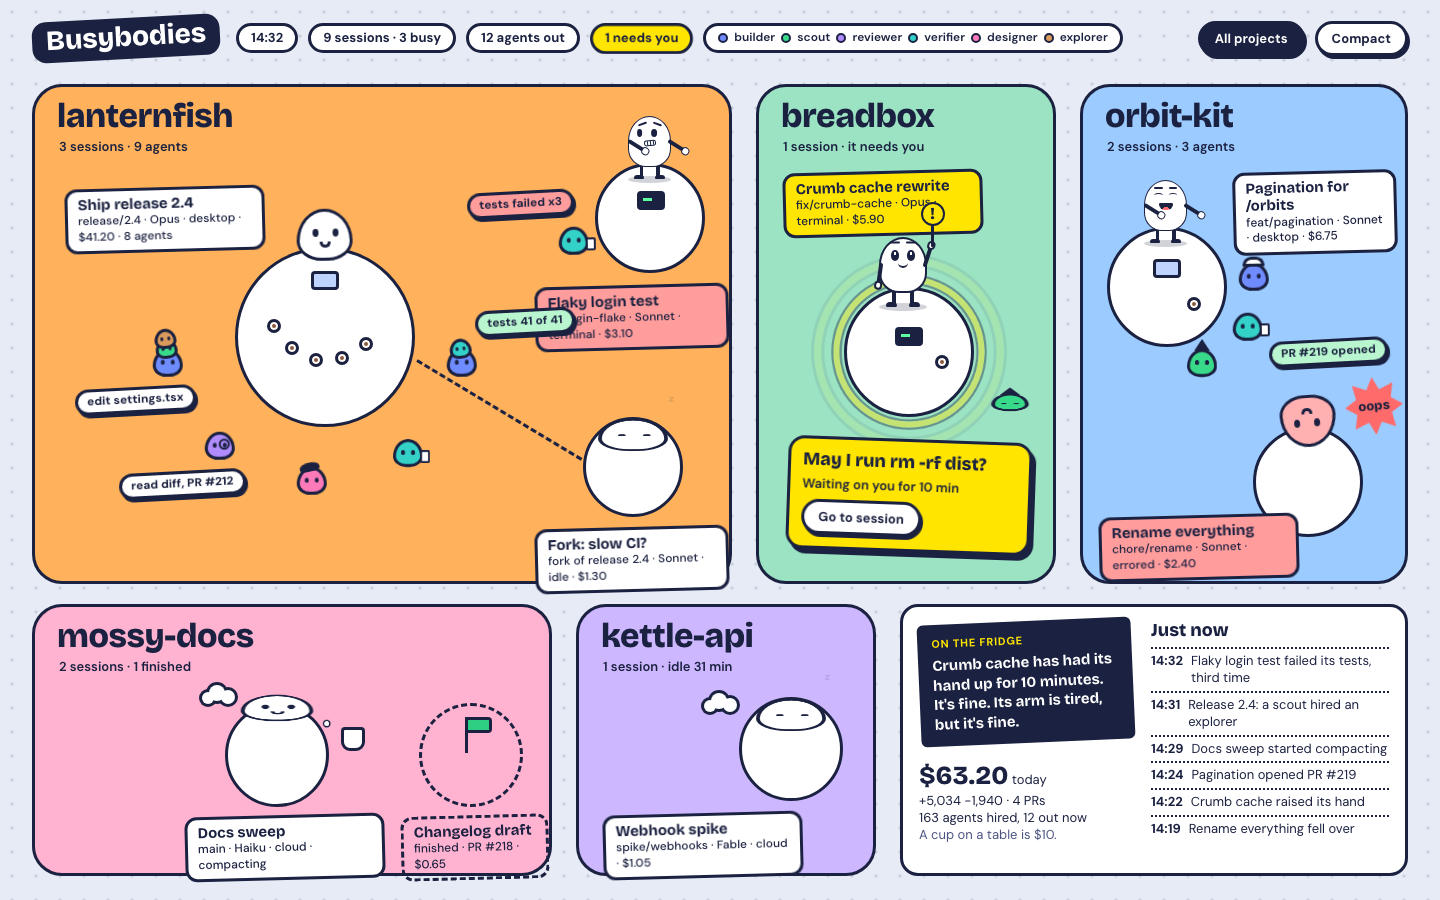 Busybodies
14:32
9 sessions · 3 busy
12 agents out
1 needs you
builder scout reviewer verifier designer explorer
All projects
Compact
lanternfish
3 sessions · 9 agents
Ship release 2.4
release/2.4 · Opus · desktop ·
$41.20 · 8 agents
tests failed x3
Flaky login test
· Sonnet ·
· $3.10
tests 41 of 41
edit settings.tsx
read diff, PR #212
z
Fork: slow CI?
fork of release 2.4 · Sonnet ·
idle · $1.30
breadbox
1 session · it needs you
Crumb cache rewrite
fix/crumb-cache · Opus ·
terminal · $5.90
!
May I run rm -rf dist?
Waiting on you for 10 min
Go to session
orbit-kit
2 sessions · 3 agents
Pagination for
/orbits
feat/pagination · Sonnet
· desktop · $6.75
PR #219 opened
oops
Rename everything
chore/rename · Sonnet ·
errored · $2.40
mossy-docs
2 sessions · 1 finished
Docs sweep
main · Haiku · cloud ·
compacting
Changelog draft
finished · PR #218 ·
$0.65
kettle-api
1 session · idle 31 min
z
Webhook spike
spike/webhooks · Fable · cloud
· $1.05
ON THE FRIDGE
Crumb cache has had its
hand up for 10 minutes.
It's fine. Its arm is tired,
but it's fine.
$63.20 today
+5,034 -1,940 · 4 PRs
163 agents hired, 12 out now
A cup on a table is $10.
Just now
14:32 Flaky login test failed its tests,
third time
14:31 Release 2.4: a scout hired an
explorer
14:29 Docs sweep started compacting
14:24 Pagination opened PR #219
14:22 Crumb cache raised its hand
14:19 Rename everything fell over